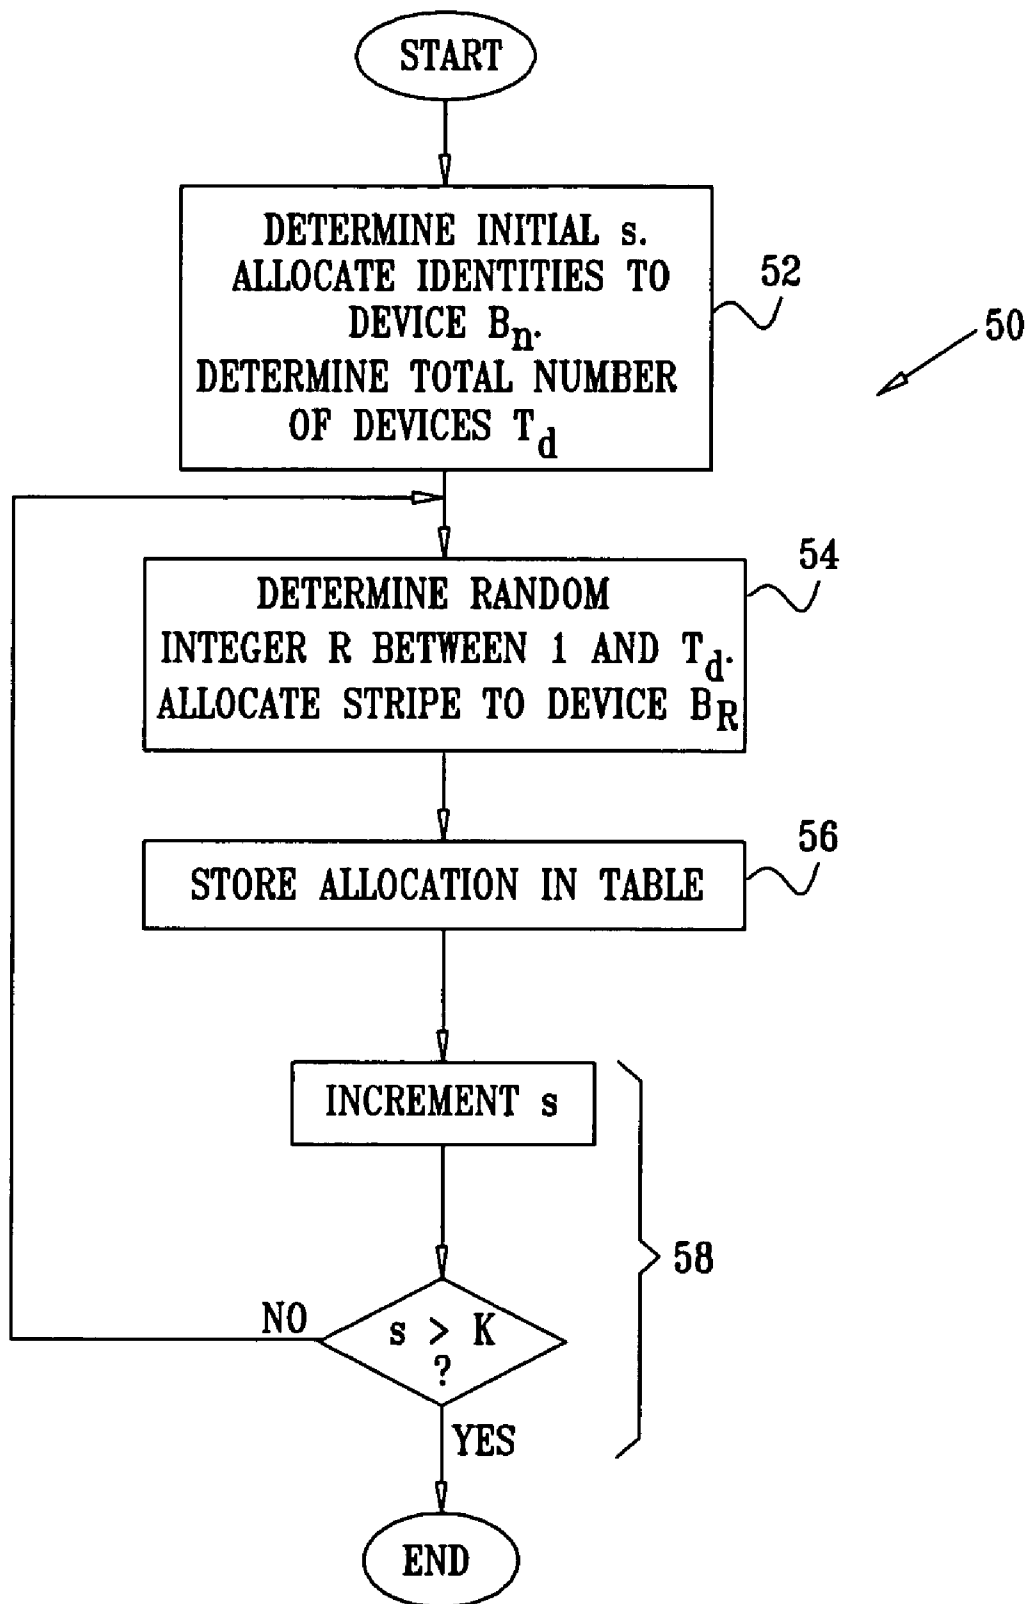 START
DETERMINE INITIAL s.
ALLOCATE IDENTITIES TO
DEVICE Bn.
DETERMINE TOTAL NUMBER
OF DEVICES Td
52
50
DETERMINE RANDOM
INTEGER R BETWEEN 1 AND Td.
ALLOCATE STRIPE TO DEVICE BR
54
STORE ALLOCATION IN TABLE
56
INCREMENT s
58
s > K
?
NO
YES
END